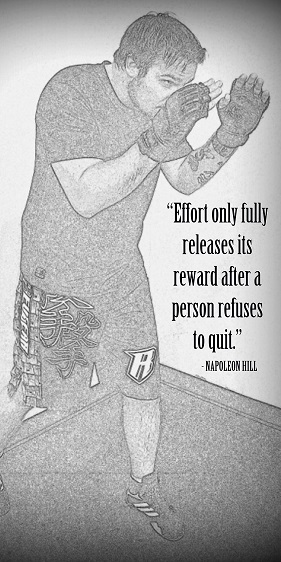 “Effort only fully
releases its
reward after a
person refuses
to quit.”
- NAPOLEON HILL